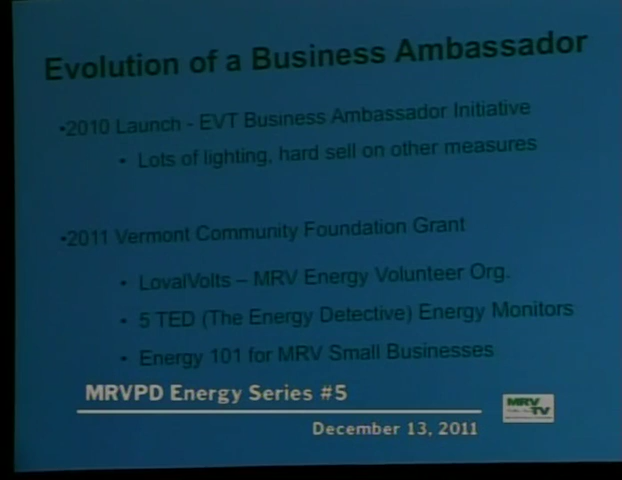 Evolution of a Business Ambassador
•2010 Launch - EVT Business Ambassador Initiative
• Lots of lighting, hard sell on other measures
•2011 Vermont Community Foundation Grant
• LovalVolts – MRV Energy Volunteer Org.
• 5 TED (The Energy Detective) Energy Monitors
• Energy 101 for MRV Small Businesses
MRVPD Energy Series #5
MRV
TV
December 13, 2011